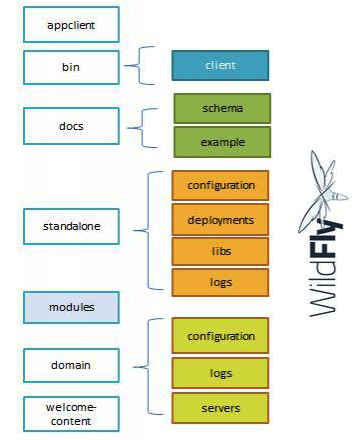 appclient
bin
client
docs
schema
example
standalone
configuration
deployments
libs
logs
modules
domain
configuration
logs
servers
welcome-
content
WildFly